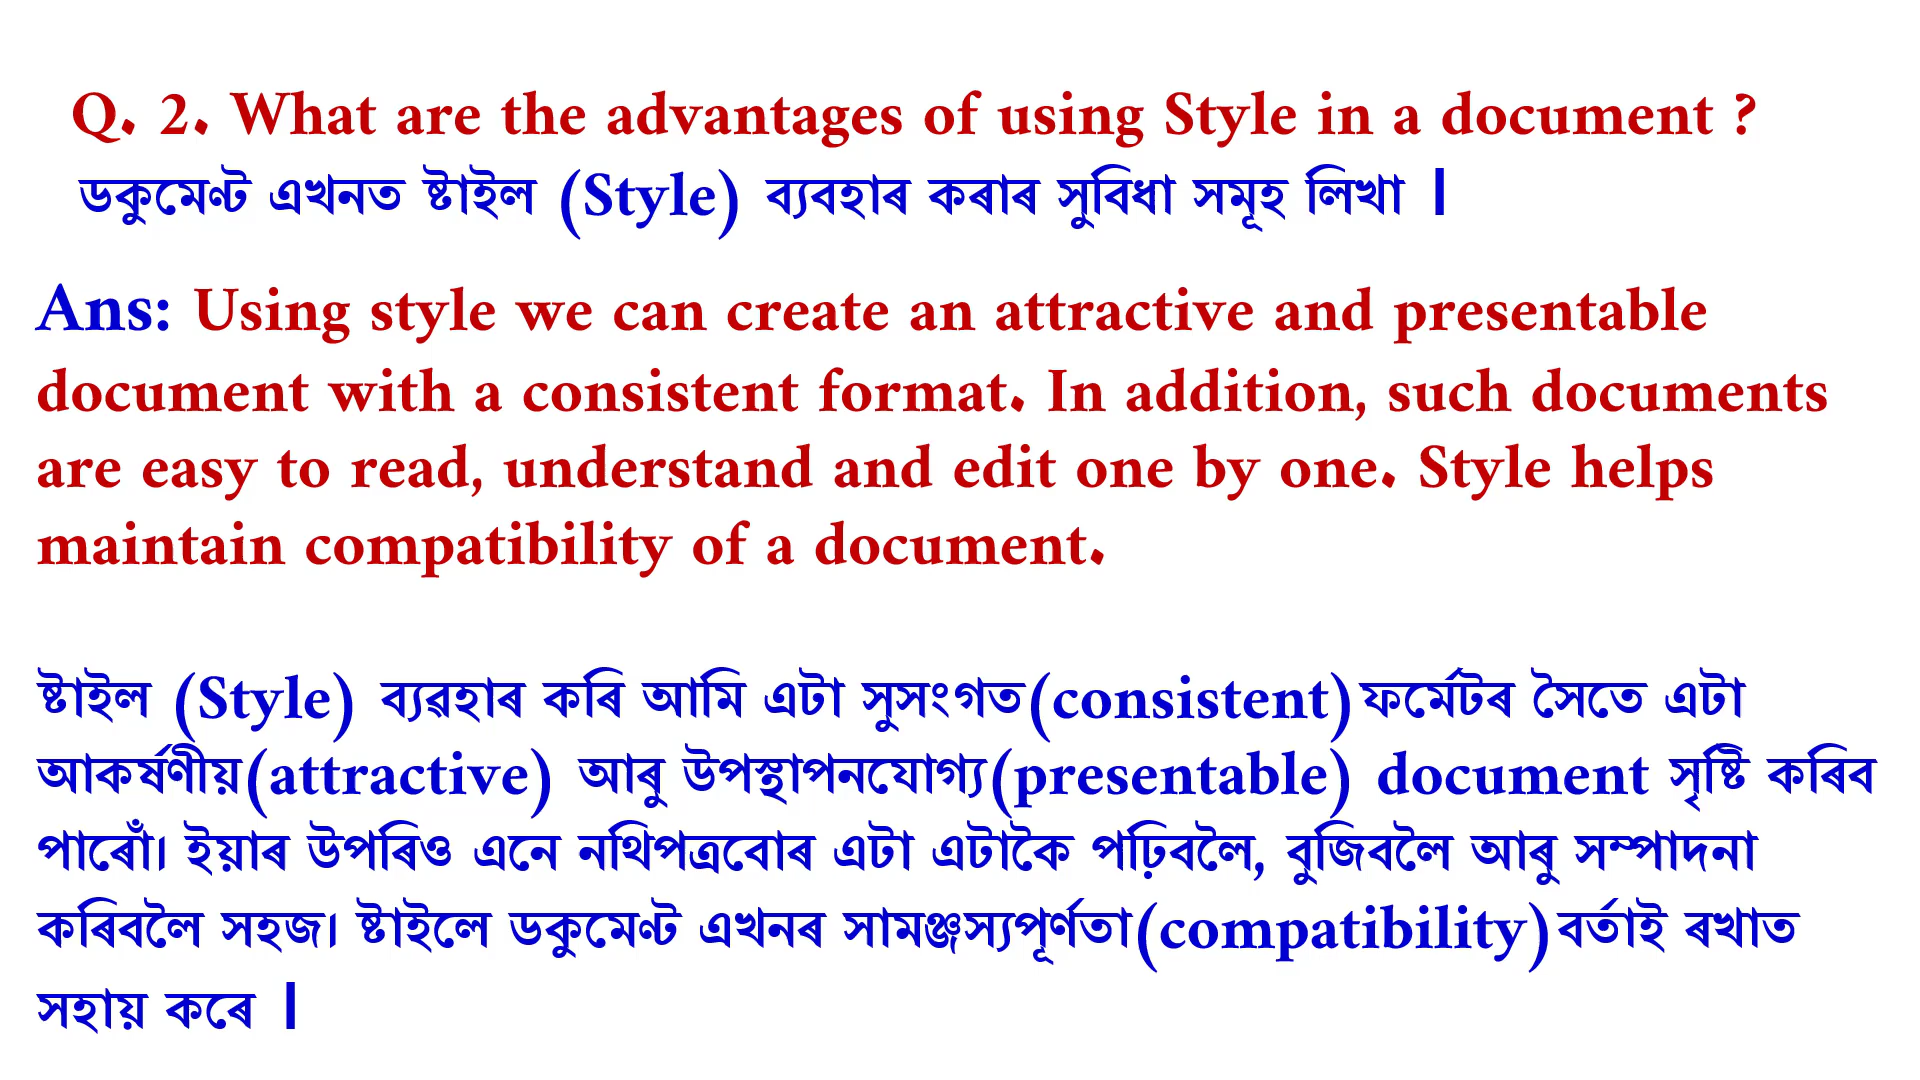 Q. 2. What are the advantages of using Style in a document ?
ডকুমেণ্ট এখনত ষ্টাইল (Style) ব্যবহাৰ কৰাৰ সুবিধা সমূহ লিখা |
Ans: Using style we can create an attractive and presentable
document with a consistent format. In addition, such documents
are easy to read, understand and edit one by one. Style helps
maintain compatibility of a document.
ষ্টাইল (Style) ব্যৱহাৰ কৰি আমি এটা সুসংগত(consistent)ফৰ্মেটৰ সৈতে এটা
আকৰ্ষণীয়(attractive) আৰু উপস্থাপনযোগ্য(presentable) document সৃষ্টি কৰিব
পাৰোঁ। ইয়াৰ উপৰিও এনে নথিপত্ৰবোৰ এটা এটাকৈ পঢ়িবলৈ, বুজিবলৈ আৰু সম্পাদনা
কৰিবলৈ সহজ। ষ্টাইলে ডকুমেণ্ট এখনৰ সামঞ্জস্যপূৰ্ণতা(compatibility)বৰ্তাই ৰখাত
সহায় কৰে |